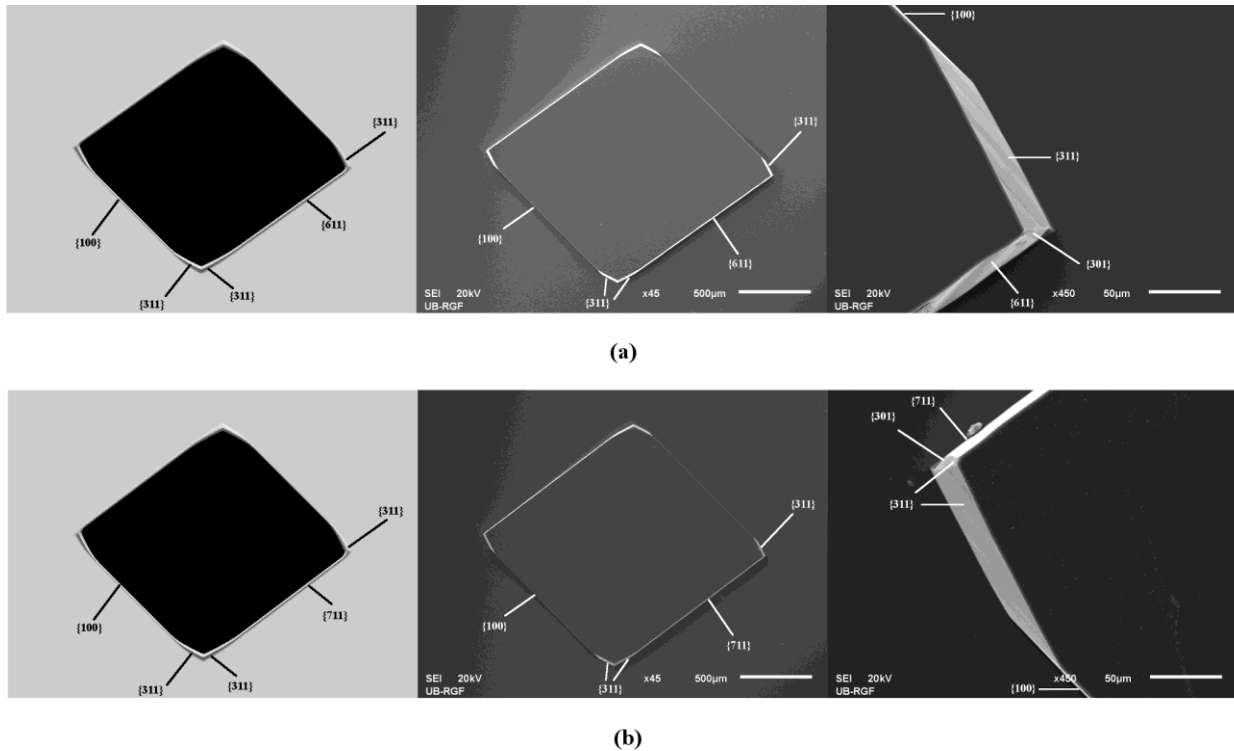 {311}
{611}
{100}
{311}
{311}
{311}
{100}
{611}
{311}
SEI 20kV x45 500μm
UB-RGF
{100}
{311}
{301}
{611}
SEI 20kV x450 50μm
UB-RGF
(a)
{311}
{711}
{100}
{311}
{311}
{311}
{100}
{711}
{311}
SEI 20kV x45 500μm
UB-RGF
{711}
{301}
{311}
SEI 20kV x450 50μm
UB-RGF
{100}
(b)